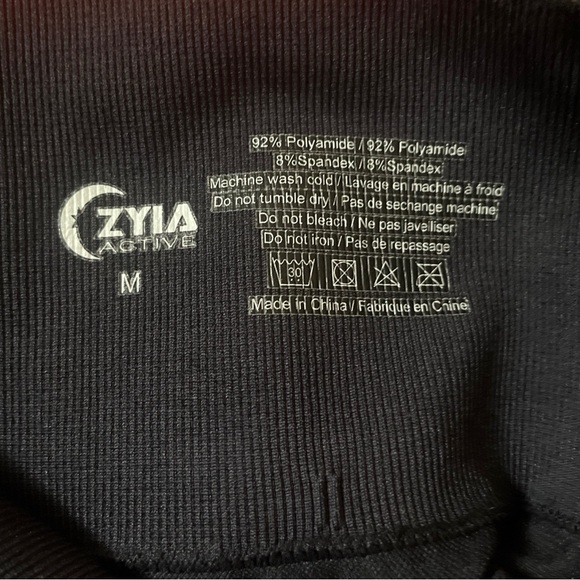 ZYIA
ACTIVE
M
92% Polyamide / 92% Polyamide
8%Spandex / 8%Spandex
Machine wash cold / Lavage en machine à froid
Do not tumble dry / Pas de sechange machine
Do not bleach / Ne pas javelliser
Do not iron / Pas de repassage
30
Made in China / Fabrique en Chine